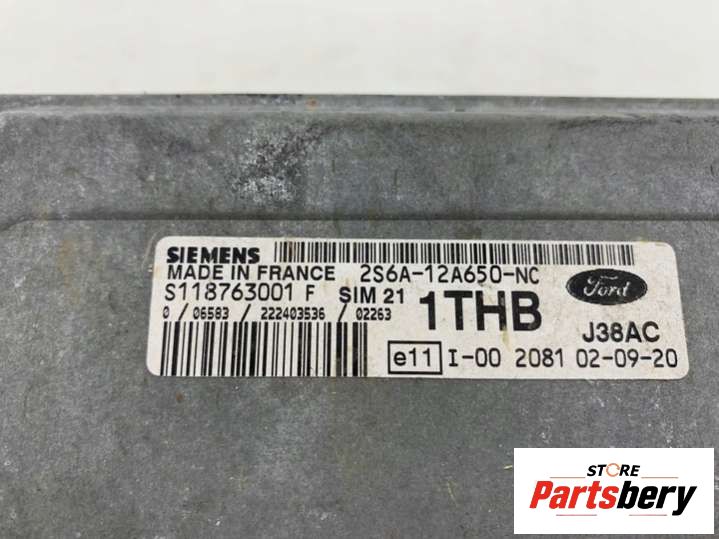 SIEMENS
MADE IN FRANCE 2S6A-12A650-NC
S118763001 F SIM 21 1THB
0 / 06583 / 222403536 / 02263
Ford
J38AC
e11 I-00 2081 02-09-20
STORE
Partsbery